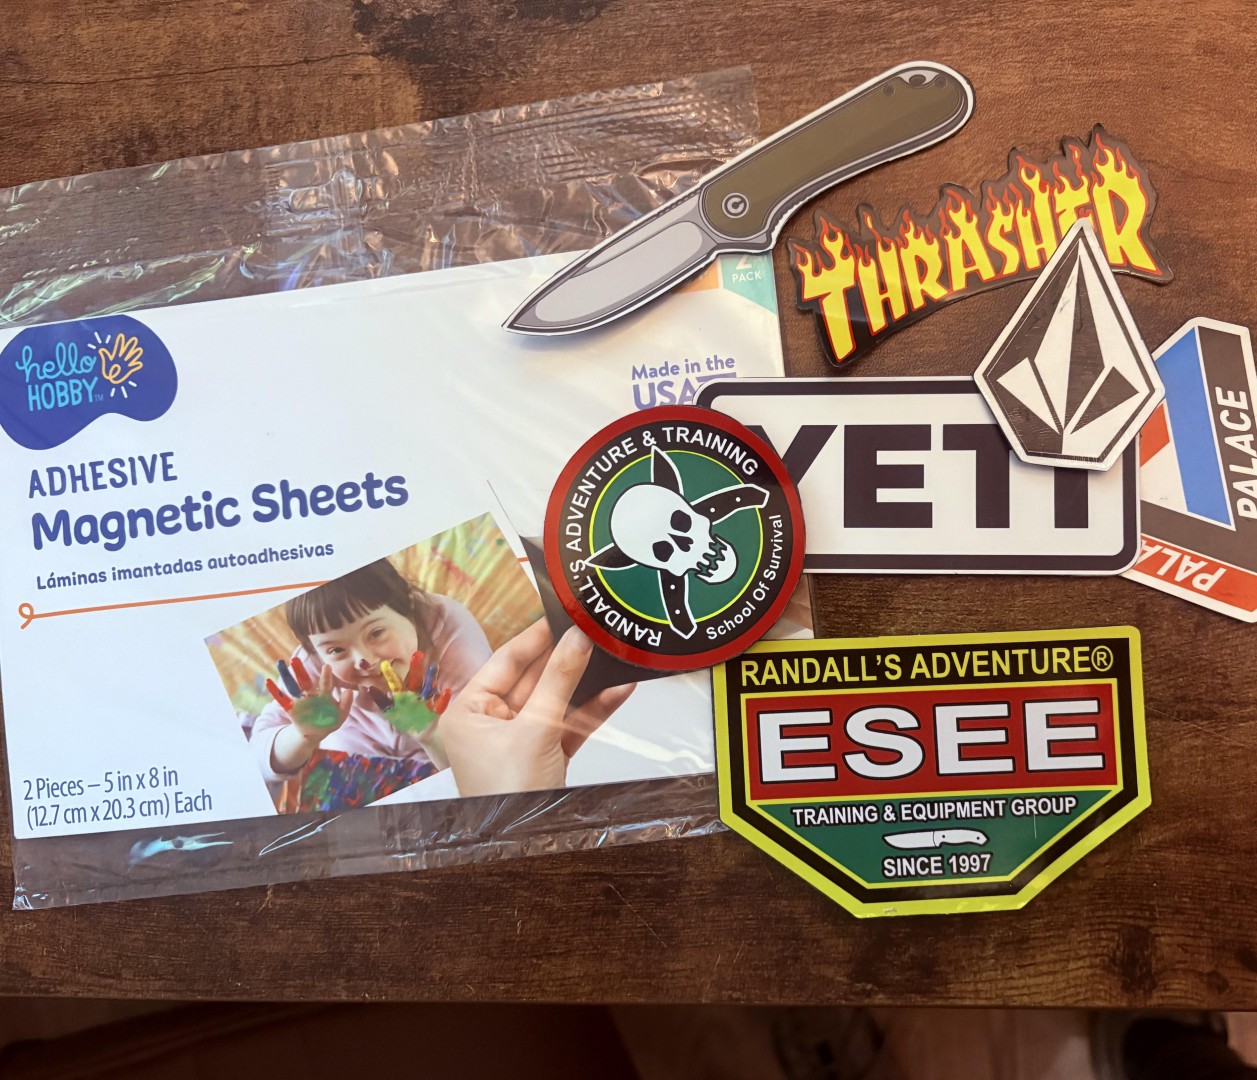 hello
HOBBY™
ADHESIVE
Magnetic Sheets
Láminas imantadas autoadhesivas
2 Pieces – 5 in x 8 in
(12.7 cm x 20.3 cm) Each
2
PACK
Made in the
USA
THRASHER
YETI
PALACE
PALA
RANDALL'S ADVENTURE & TRAINING
School Of Survival
RANDALL'S ADVENTURE®
ESEE
TRAINING & EQUIPMENT GROUP
SINCE 1997